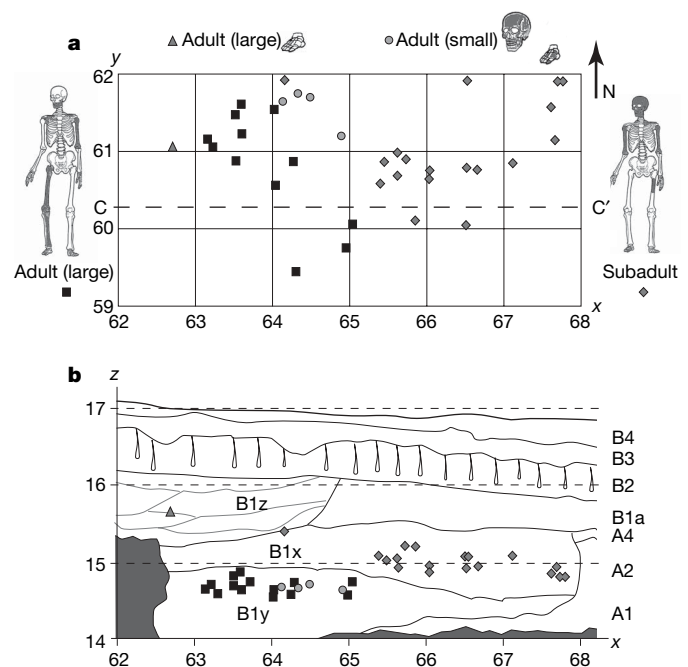 a
Adult (large)
Adult (small)
y
62
N
61
C
C′
60
Adult (large)
Subadult
59
x
62 63 64 65 66 67 68
b
z
17
B4
B3
16
B2
B1z
B1a
A4
B1x
15
A2
B1y
A1
14
x
62 63 64 65 66 67 68